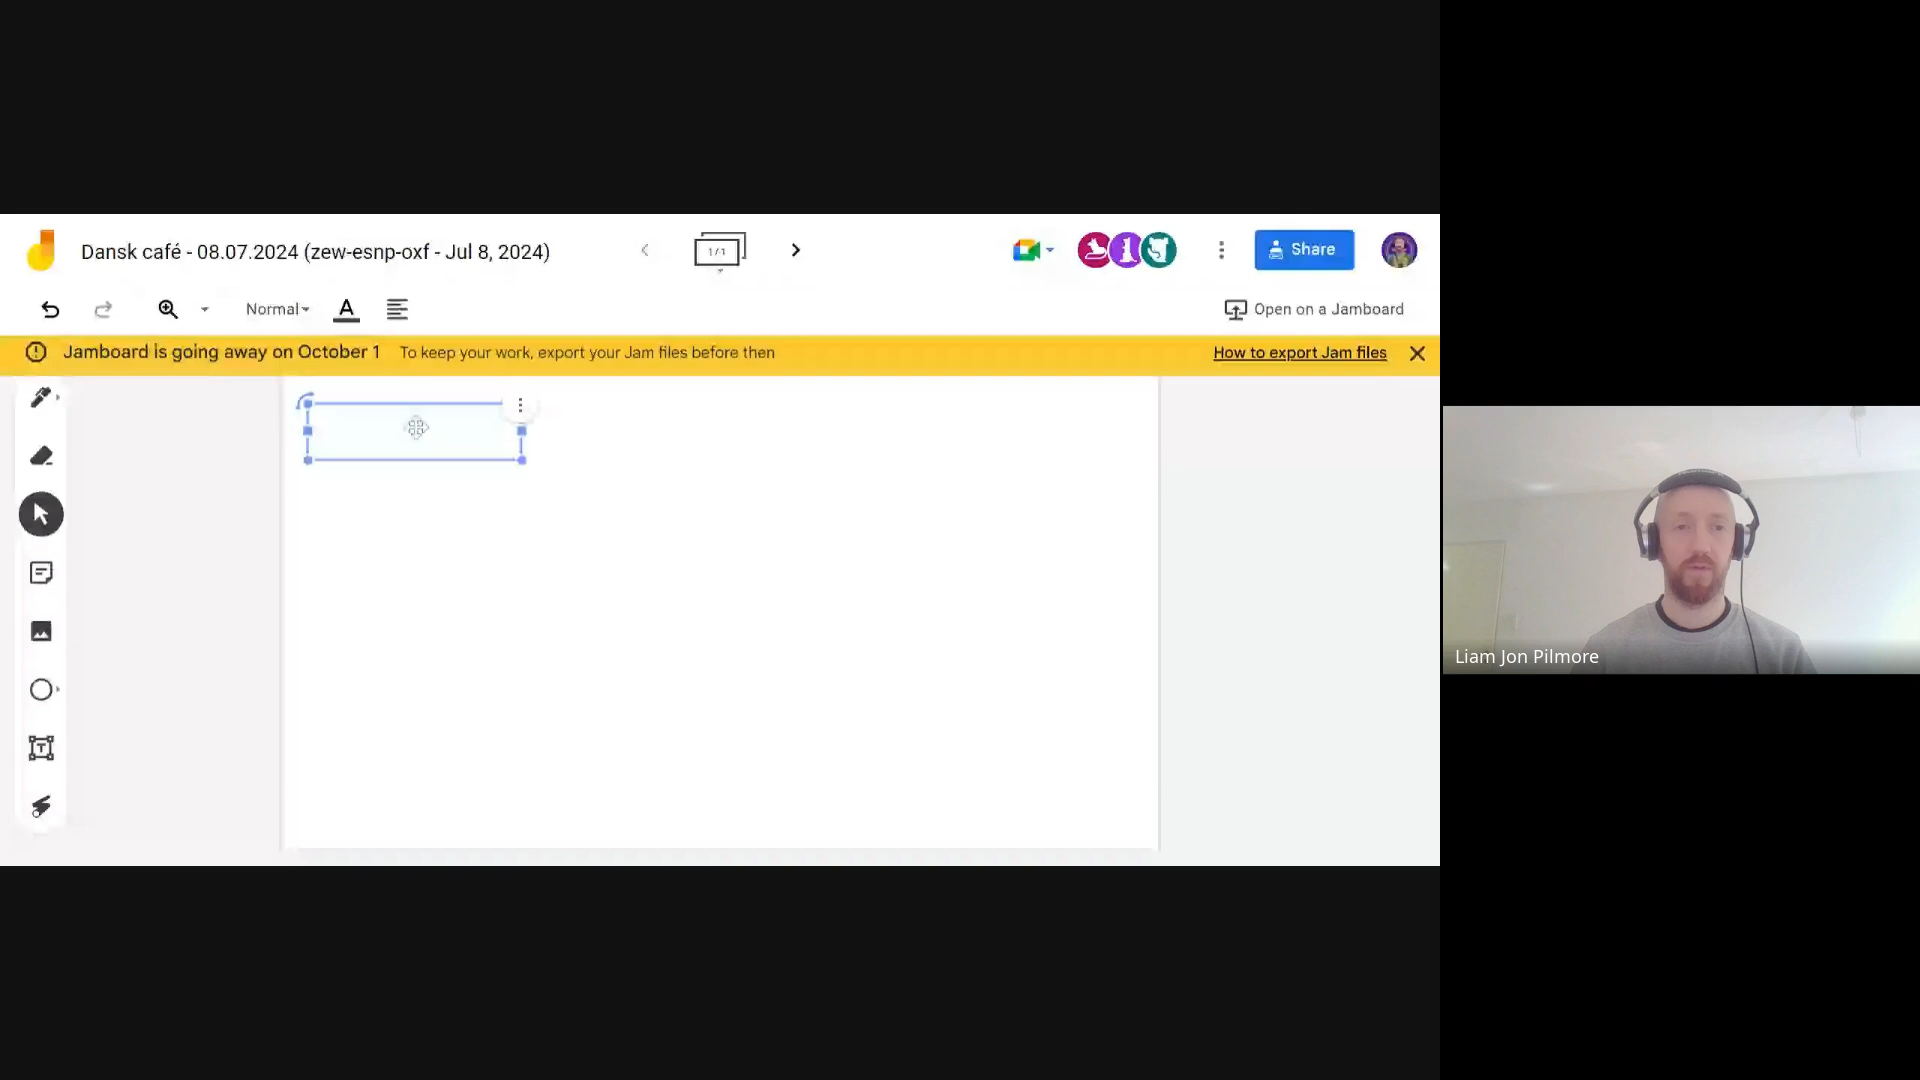 Dansk café - 08.07.2024 (zew-esnp-oxf - Jul 8, 2024)
1/1
Share
Normal
A
Open on a Jamboard
Jamboard is going away on October 1 To keep your work, export your Jam files before then
How to export Jam files
Liam Jon Pilmore